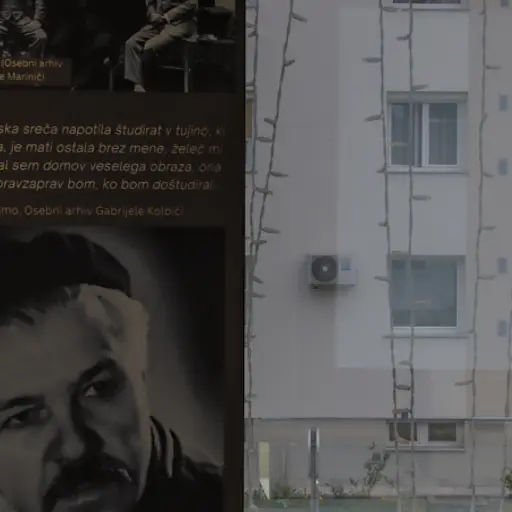 (Osebni arhiv
e Marinič)
ska sreča napotila študirat v tujino, ki
a, je mati ostala brez mene, želeč mi
al sem domov veselega obraza, ona
pravzaprav bom, ko bom doštudiral.
mo, Osebni arhiv Gabrijele Kolbič)